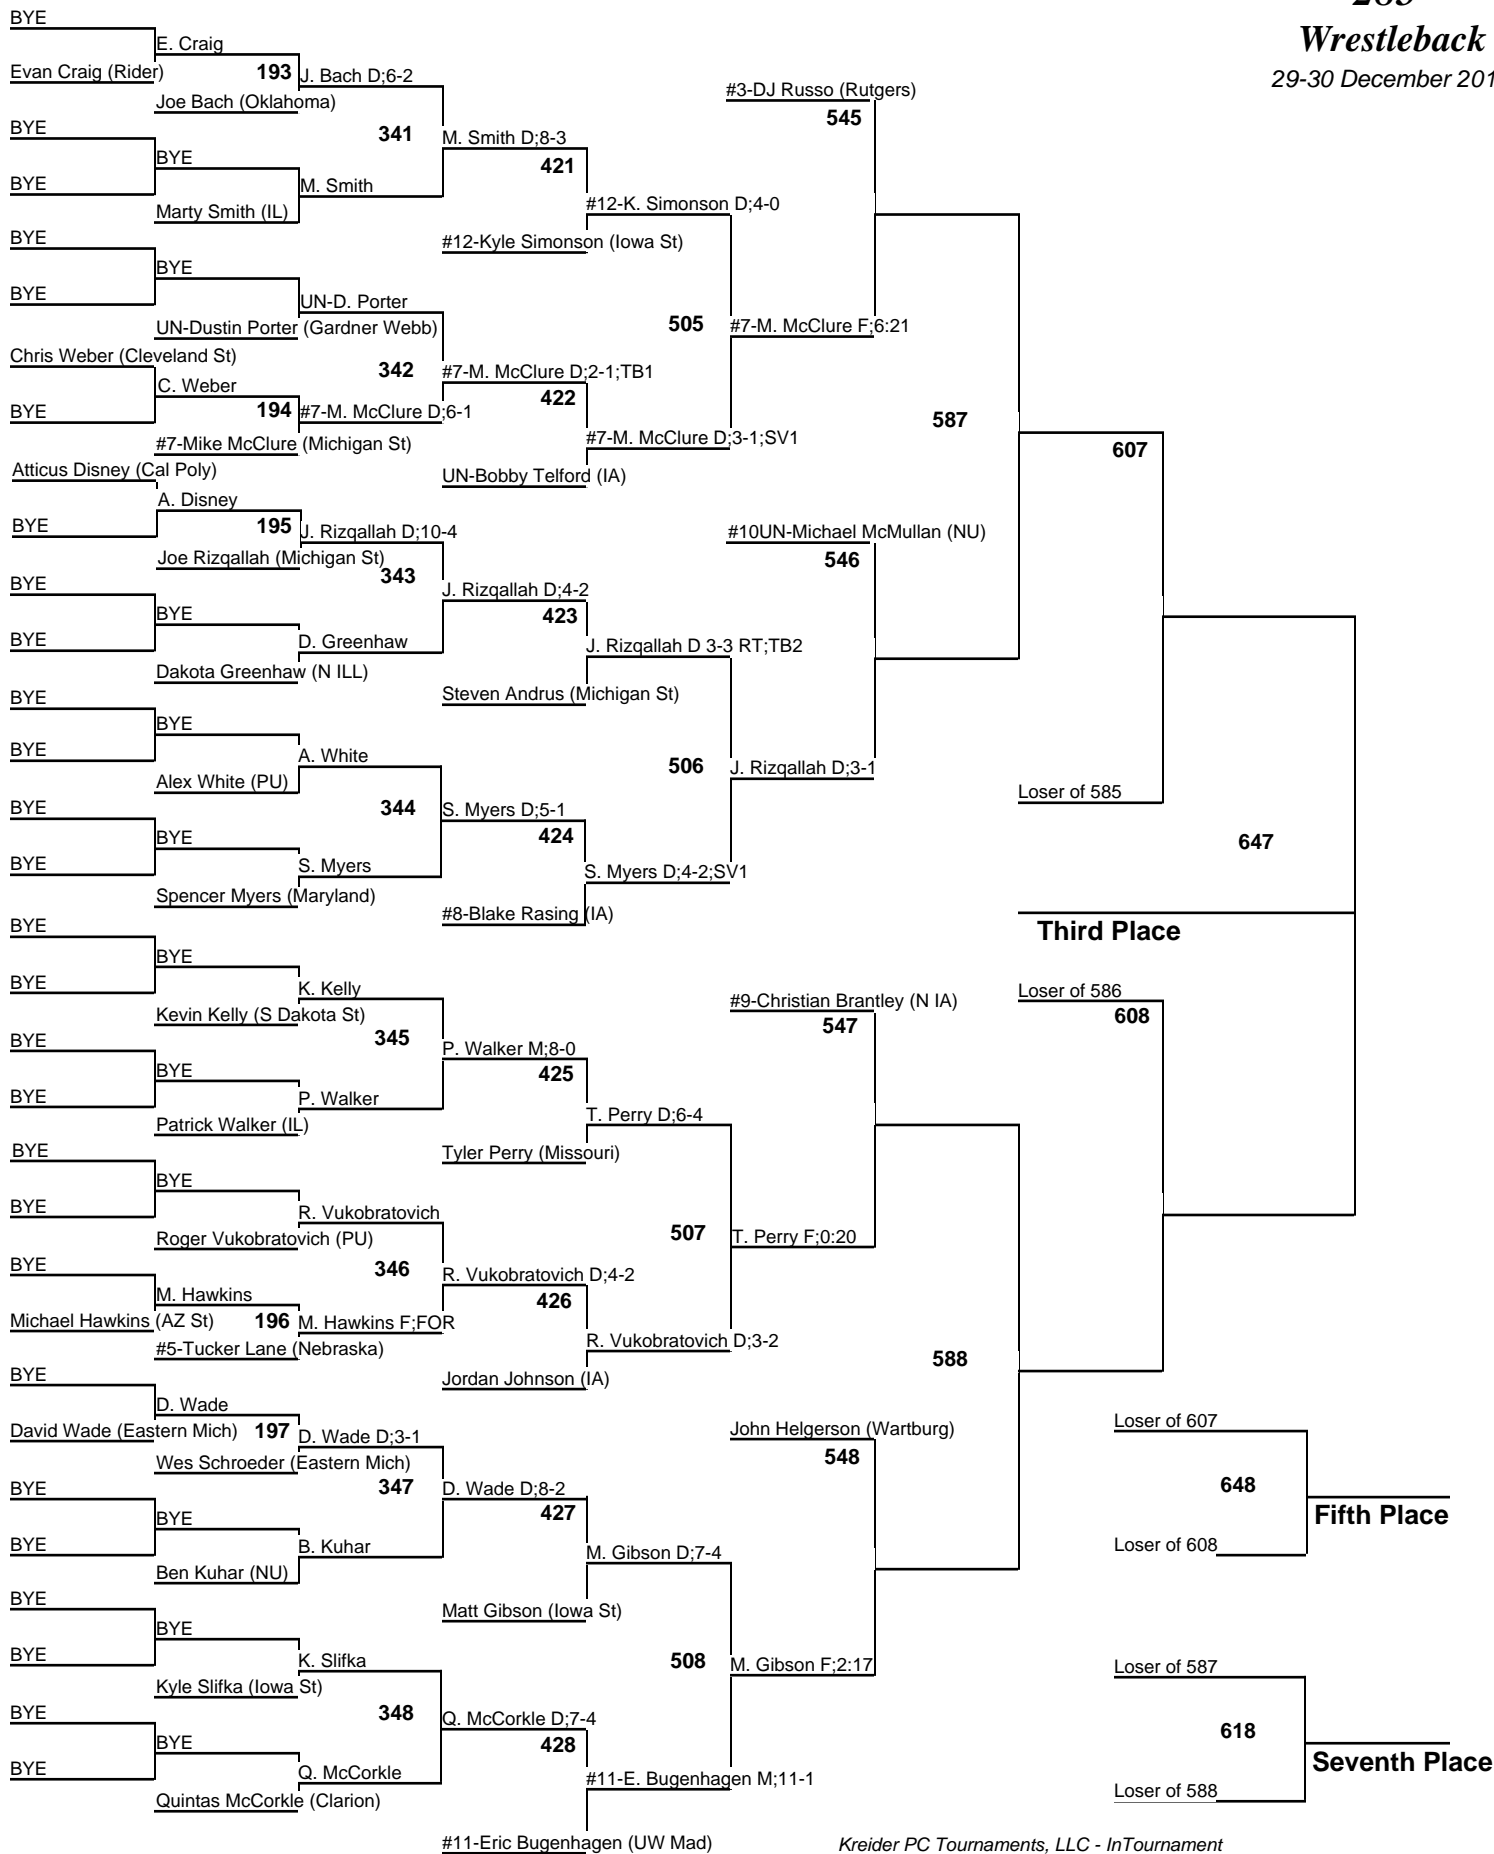 285
Wrestleback
29-30 December 201
BYE
E. Craig
Evan Craig (Rider)
193
J. Bach D;6-2
Joe Bach (Oklahoma)
341
BYE
M. Smith D;8-3
BYE
421
BYE
M. Smith
Marty Smith (IL)
#12-K. Simonson D;4-0
#12-Kyle Simonson (Iowa St)
#3-DJ Russo (Rutgers)
545
BYE
BYE
BYE
UN-D. Porter
UN-Dustin Porter (Gardner Webb)
505
#7-M. McClure F;6:21
Chris Weber (Cleveland St)
342
#7-M. McClure D;2-1;TB1
C. Weber
422
BYE
194
#7-M. McClure D;6-1
587
#7-Mike McClure (Michigan St)
#7-M. McClure D;3-1;SV1
607
UN-Bobby Telford (IA)
Atticus Disney (Cal Poly)
A. Disney
BYE
195
J. Rizqallah D;10-4
#10UN-Michael McMullan (NU)
Joe Rizqallah (Michigan St)
546
343
BYE
J. Rizqallah D;4-2
BYE
423
BYE
D. Greenhaw
J. Rizqallah D 3-3 RT;TB2
Dakota Greenhaw (N ILL)
Steven Andrus (Michigan St)
BYE
BYE
BYE
A. White
506
J. Rizqallah D;3-1
Alex White (PU)
Loser of 585
BYE
344
S. Myers D;5-1
BYE
424
647
BYE
S. Myers
S. Myers D;4-2;SV1
Spencer Myers (Maryland)
#8-Blake Rasing (IA)
Third Place
BYE
BYE
BYE
K. Kelly
Loser of 586
#9-Christian Brantley (N IA)
Kevin Kelly (S Dakota St)
608
547
345
BYE
P. Walker M;8-0
BYE
425
BYE
P. Walker
T. Perry D;6-4
Patrick Walker (IL)
Tyler Perry (Missouri)
BYE
BYE
BYE
R. Vukobratovich
507
T. Perry F;0:20
Roger Vukobratovich (PU)
BYE
346
R. Vukobratovich D;4-2
M. Hawkins
426
Michael Hawkins (AZ St)
196
M. Hawkins F;FOR
#5-Tucker Lane (Nebraska)
R. Vukobratovich D;3-2
588
BYE
Jordan Johnson (IA)
D. Wade
David Wade (Eastern Mich)
197
D. Wade D;3-1
John Helgerson (Wartburg)
Loser of 607
548
Wes Schroeder (Eastern Mich)
347
BYE
D. Wade D;8-2
648
427
Fifth Place
BYE
BYE
B. Kuhar
M. Gibson D;7-4
Loser of 608
Ben Kuhar (NU)
BYE
Matt Gibson (Iowa St)
BYE
BYE
K. Slifka
508
M. Gibson F;2:17
Loser of 587
Kyle Slifka (Iowa St)
BYE
348
Q. McCorkle D;7-4
618
BYE
428
Seventh Place
BYE
Q. McCorkle
#11-E. Bugenhagen M;11-1
Loser of 588
Quintas McCorkle (Clarion)
#11-Eric Bugenhagen (UW Mad)
Kreider PC Tournaments, LLC - InTournament